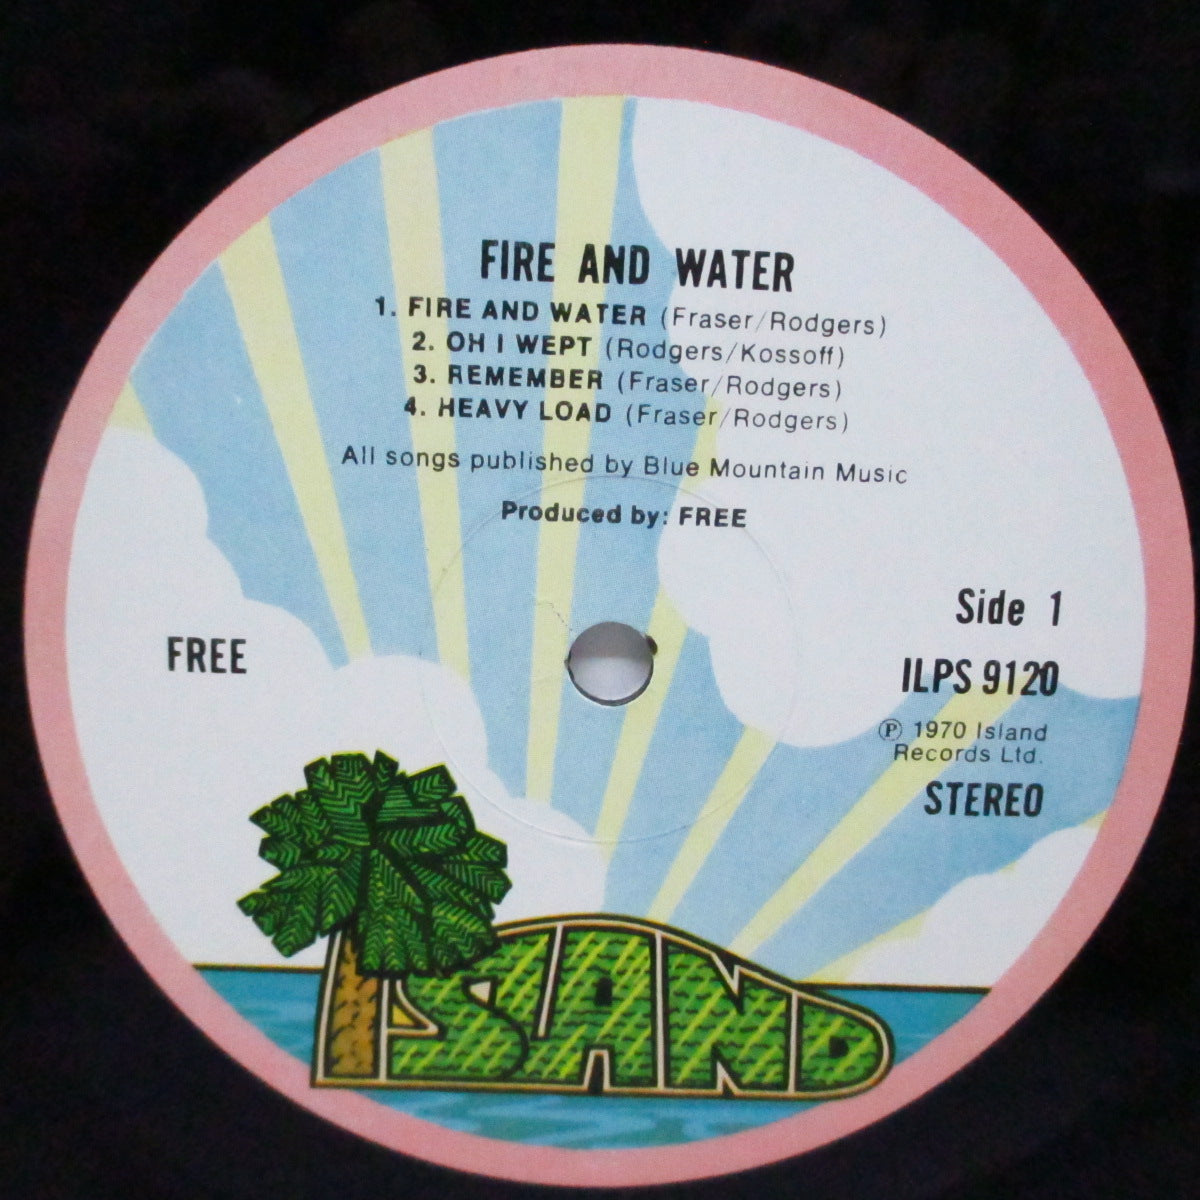 FIRE AND WATER
1. FIRE AND WATER (Fraser/Rodgers)
2. OH I WEPT (Rodgers/Kossoff)
3. REMEMBER (Fraser/Rodgers)
4. HEAVY LOAD (Fraser/Rodgers)
All songs published by Blue Mountain Music
Produced by: FREE
Side 1
FREE
ILPS 9120
℗ 1970 Island
Records Ltd.
STEREO
ISLAND